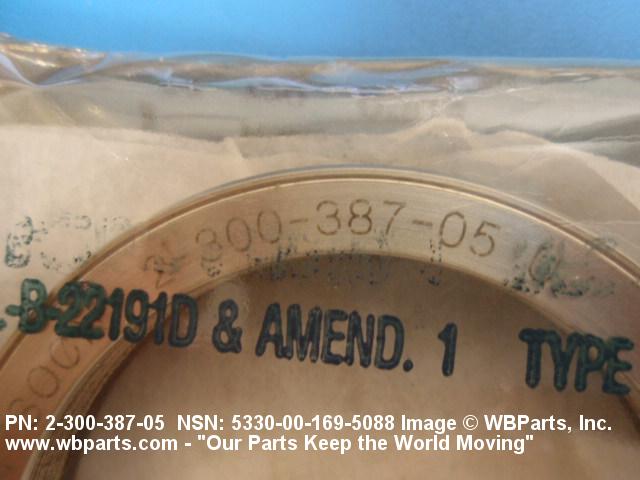 2-300-387-05
-B-22191D & AMEND. 1 TYPE
PN: 2-300-387-05 NSN: 5330-00-169-5088 Image © WBParts, Inc.
www.wbparts.com - "Our Parts Keep the World Moving"